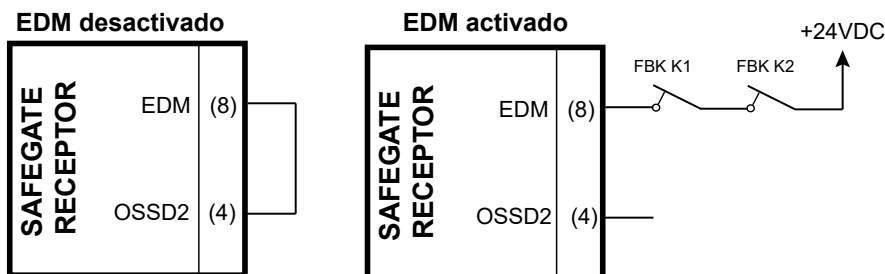 EDM desactivado
SAFEGATE
RECEPTOR
EDM (8)
OSSD2 (4)
EDM activado
SAFEGATE
RECEPTOR
EDM (8)
OSSD2 (4)
FBK K1
FBK K2
+24VDC